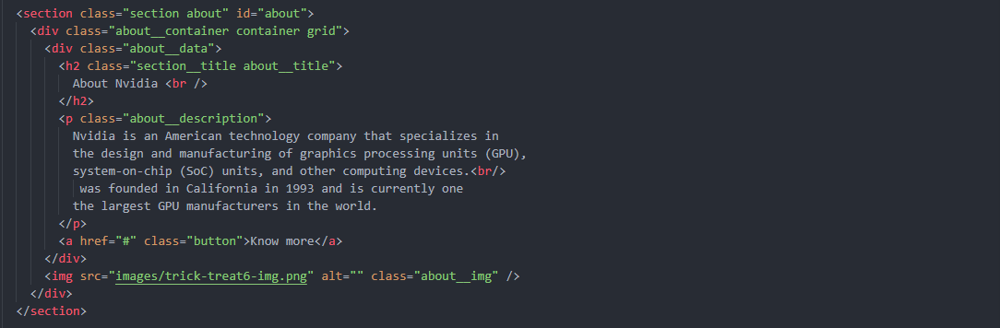 <section class="section about" id="about">
<div class="about__container container grid">
<div class="about__data">
<h2 class="section__title about__title">
About Nvidia <br />
</h2>
<p class="about__description">
Nvidia is an American technology company that specializes in
the design and manufacturing of graphics processing units (GPU),
system-on-chip (SoC) units, and other computing devices.<br/>
was founded in California in 1993 and is currently one
the largest GPU manufacturers in the world.
</p>
<a href="#" class="button">Know more</a>
</div>
<img src="images/trick-treat6-img.png" alt="" class="about__img" />
</div>
</section>